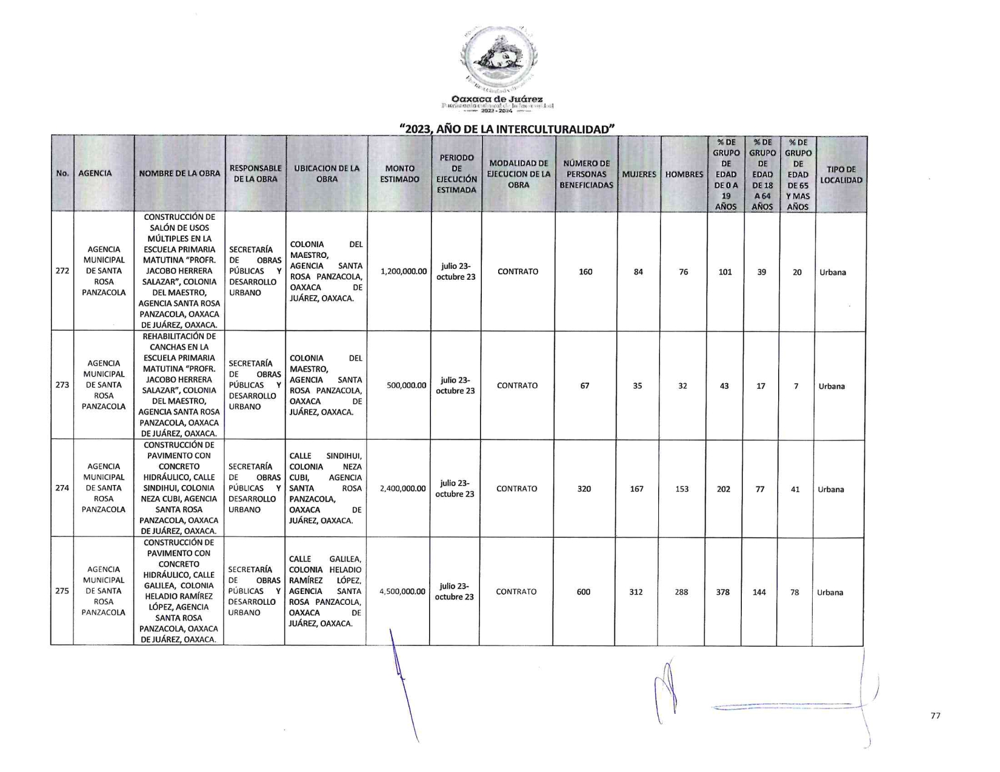 Oaxaca de Juárez
2022 - 2024
“2023, AÑO DE LA INTERCULTURALIDAD”
No.
AGENCIA
NOMBRE DE LA OBRA
RESPONSABLE
DE LA OBRA
UBICACION DE LA
OBRA
MONTO
ESTIMADO
PERIODO
DE
EJECUCIÓN
ESTIMADA
MODALIDAD DE
EJECUCION DE LA
OBRA
NÚMERO DE
PERSONAS
BENEFICIADAS
MUJERES
HOMBRES
% DE
GRUPO
DE
EDAD
DE 0 A
19
AÑOS
% DE
GRUPO
DE
EDAD
DE 18
A 64
AÑOS
% DE
GRUPO
DE
EDAD
DE 65
Y MAS
AÑOS
TIPO DE
LOCALIDAD
272
AGENCIA
MUNICIPAL
DE SANTA
ROSA
PANZACOLA
CONSTRUCCIÓN DE
SALÓN DE USOS
MÚLTIPLES EN LA
ESCUELA PRIMARIA
MATUTINA “PROFR.
JACOBO HERRERA
SALAZAR”, COLONIA
DEL MAESTRO,
AGENCIA SANTA ROSA
PANZACOLA, OAXACA
DE JUÁREZ, OAXACA.
SECRETARÍA
DE OBRAS
PÚBLICAS Y
DESARROLLO
URBANO
COLONIA DEL
MAESTRO,
AGENCIA SANTA
ROSA PANZACOLA,
OAXACA DE
JUÁREZ, OAXACA.
1,200,000.00
julio 23-
octubre 23
CONTRATO
160
84
76
101
39
20
Urbana
273
AGENCIA
MUNICIPAL
DE SANTA
ROSA
PANZACOLA
REHABILITACIÓN DE
CANCHAS EN LA
ESCUELA PRIMARIA
MATUTINA “PROFR.
JACOBO HERRERA
SALAZAR”, COLONIA
DEL MAESTRO,
AGENCIA SANTA ROSA
PANZACOLA, OAXACA
DE JUÁREZ, OAXACA.
SECRETARÍA
DE OBRAS
PÚBLICAS Y
DESARROLLO
URBANO
COLONIA DEL
MAESTRO,
AGENCIA SANTA
ROSA PANZACOLA,
OAXACA DE
JUÁREZ, OAXACA.
500,000.00
julio 23-
octubre 23
CONTRATO
67
35
32
43
17
7
Urbana
274
AGENCIA
MUNICIPAL
DE SANTA
ROSA
PANZACOLA
CONSTRUCCIÓN DE
PAVIMENTO CON
CONCRETO
HIDRÁULICO, CALLE
SINDIHUI, COLONIA
NEZA CUBI, AGENCIA
SANTA ROSA
PANZACOLA, OAXACA
DE JUÁREZ, OAXACA.
SECRETARÍA
DE OBRAS
PÚBLICAS Y
DESARROLLO
URBANO
CALLE SINDIHUI,
COLONIA NEZA
CUBI, AGENCIA
SANTA ROSA
PANZACOLA,
OAXACA DE
JUÁREZ, OAXACA.
2,400,000.00
julio 23-
octubre 23
CONTRATO
320
167
153
202
77
41
Urbana
275
AGENCIA
MUNICIPAL
DE SANTA
ROSA
PANZACOLA
CONSTRUCCIÓN DE
PAVIMENTO CON
CONCRETO
HIDRÁULICO, CALLE
GALILEA, COLONIA
HELADIO RAMÍREZ
LÓPEZ, AGENCIA
SANTA ROSA
PANZACOLA, OAXACA
DE JUÁREZ, OAXACA.
SECRETARÍA
DE OBRAS
PÚBLICAS Y
DESARROLLO
URBANO
CALLE GALILEA,
COLONIA HELADIO
RAMÍREZ LÓPEZ,
AGENCIA SANTA
ROSA PANZACOLA,
OAXACA DE
JUÁREZ, OAXACA.
4,500,000.00
julio 23-
octubre 23
CONTRATO
600
312
288
378
144
78
Urbana
77